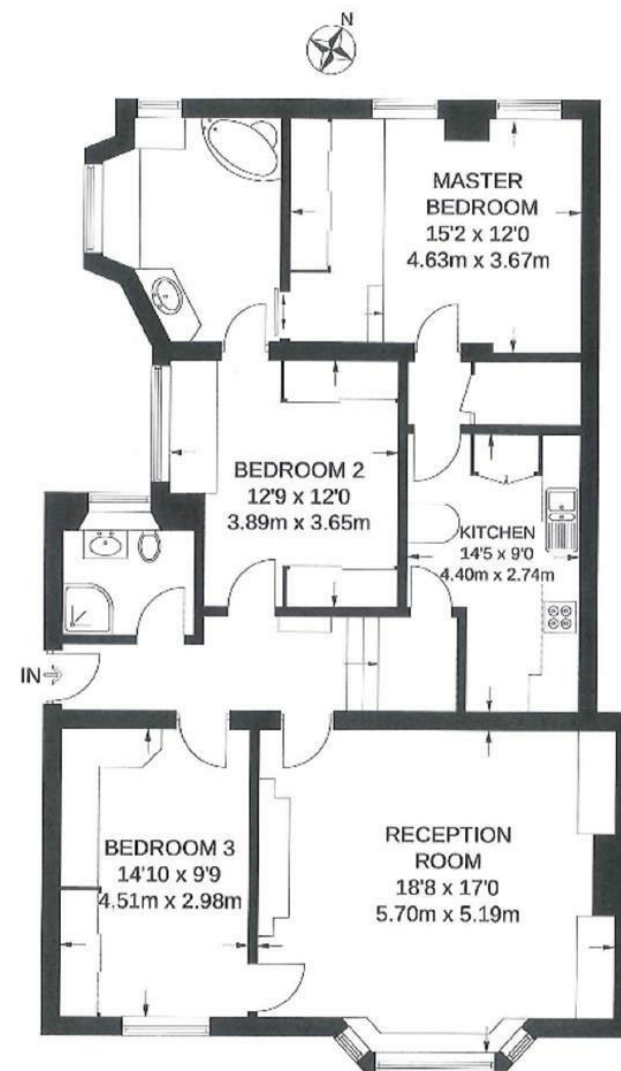 N
MASTER
BEDROOM
15'2 x 12'0
4.63m x 3.67m
BEDROOM 2
12'9 x 12'0
3.89m x 3.65m
KITCHEN
14'5 x 9'0
4.40m x 2.74m
IN
BEDROOM 3
14'10 x 9'9
4.51m x 2.98m
RECEPTION
ROOM
18'8 x 17'0
5.70m x 5.19m